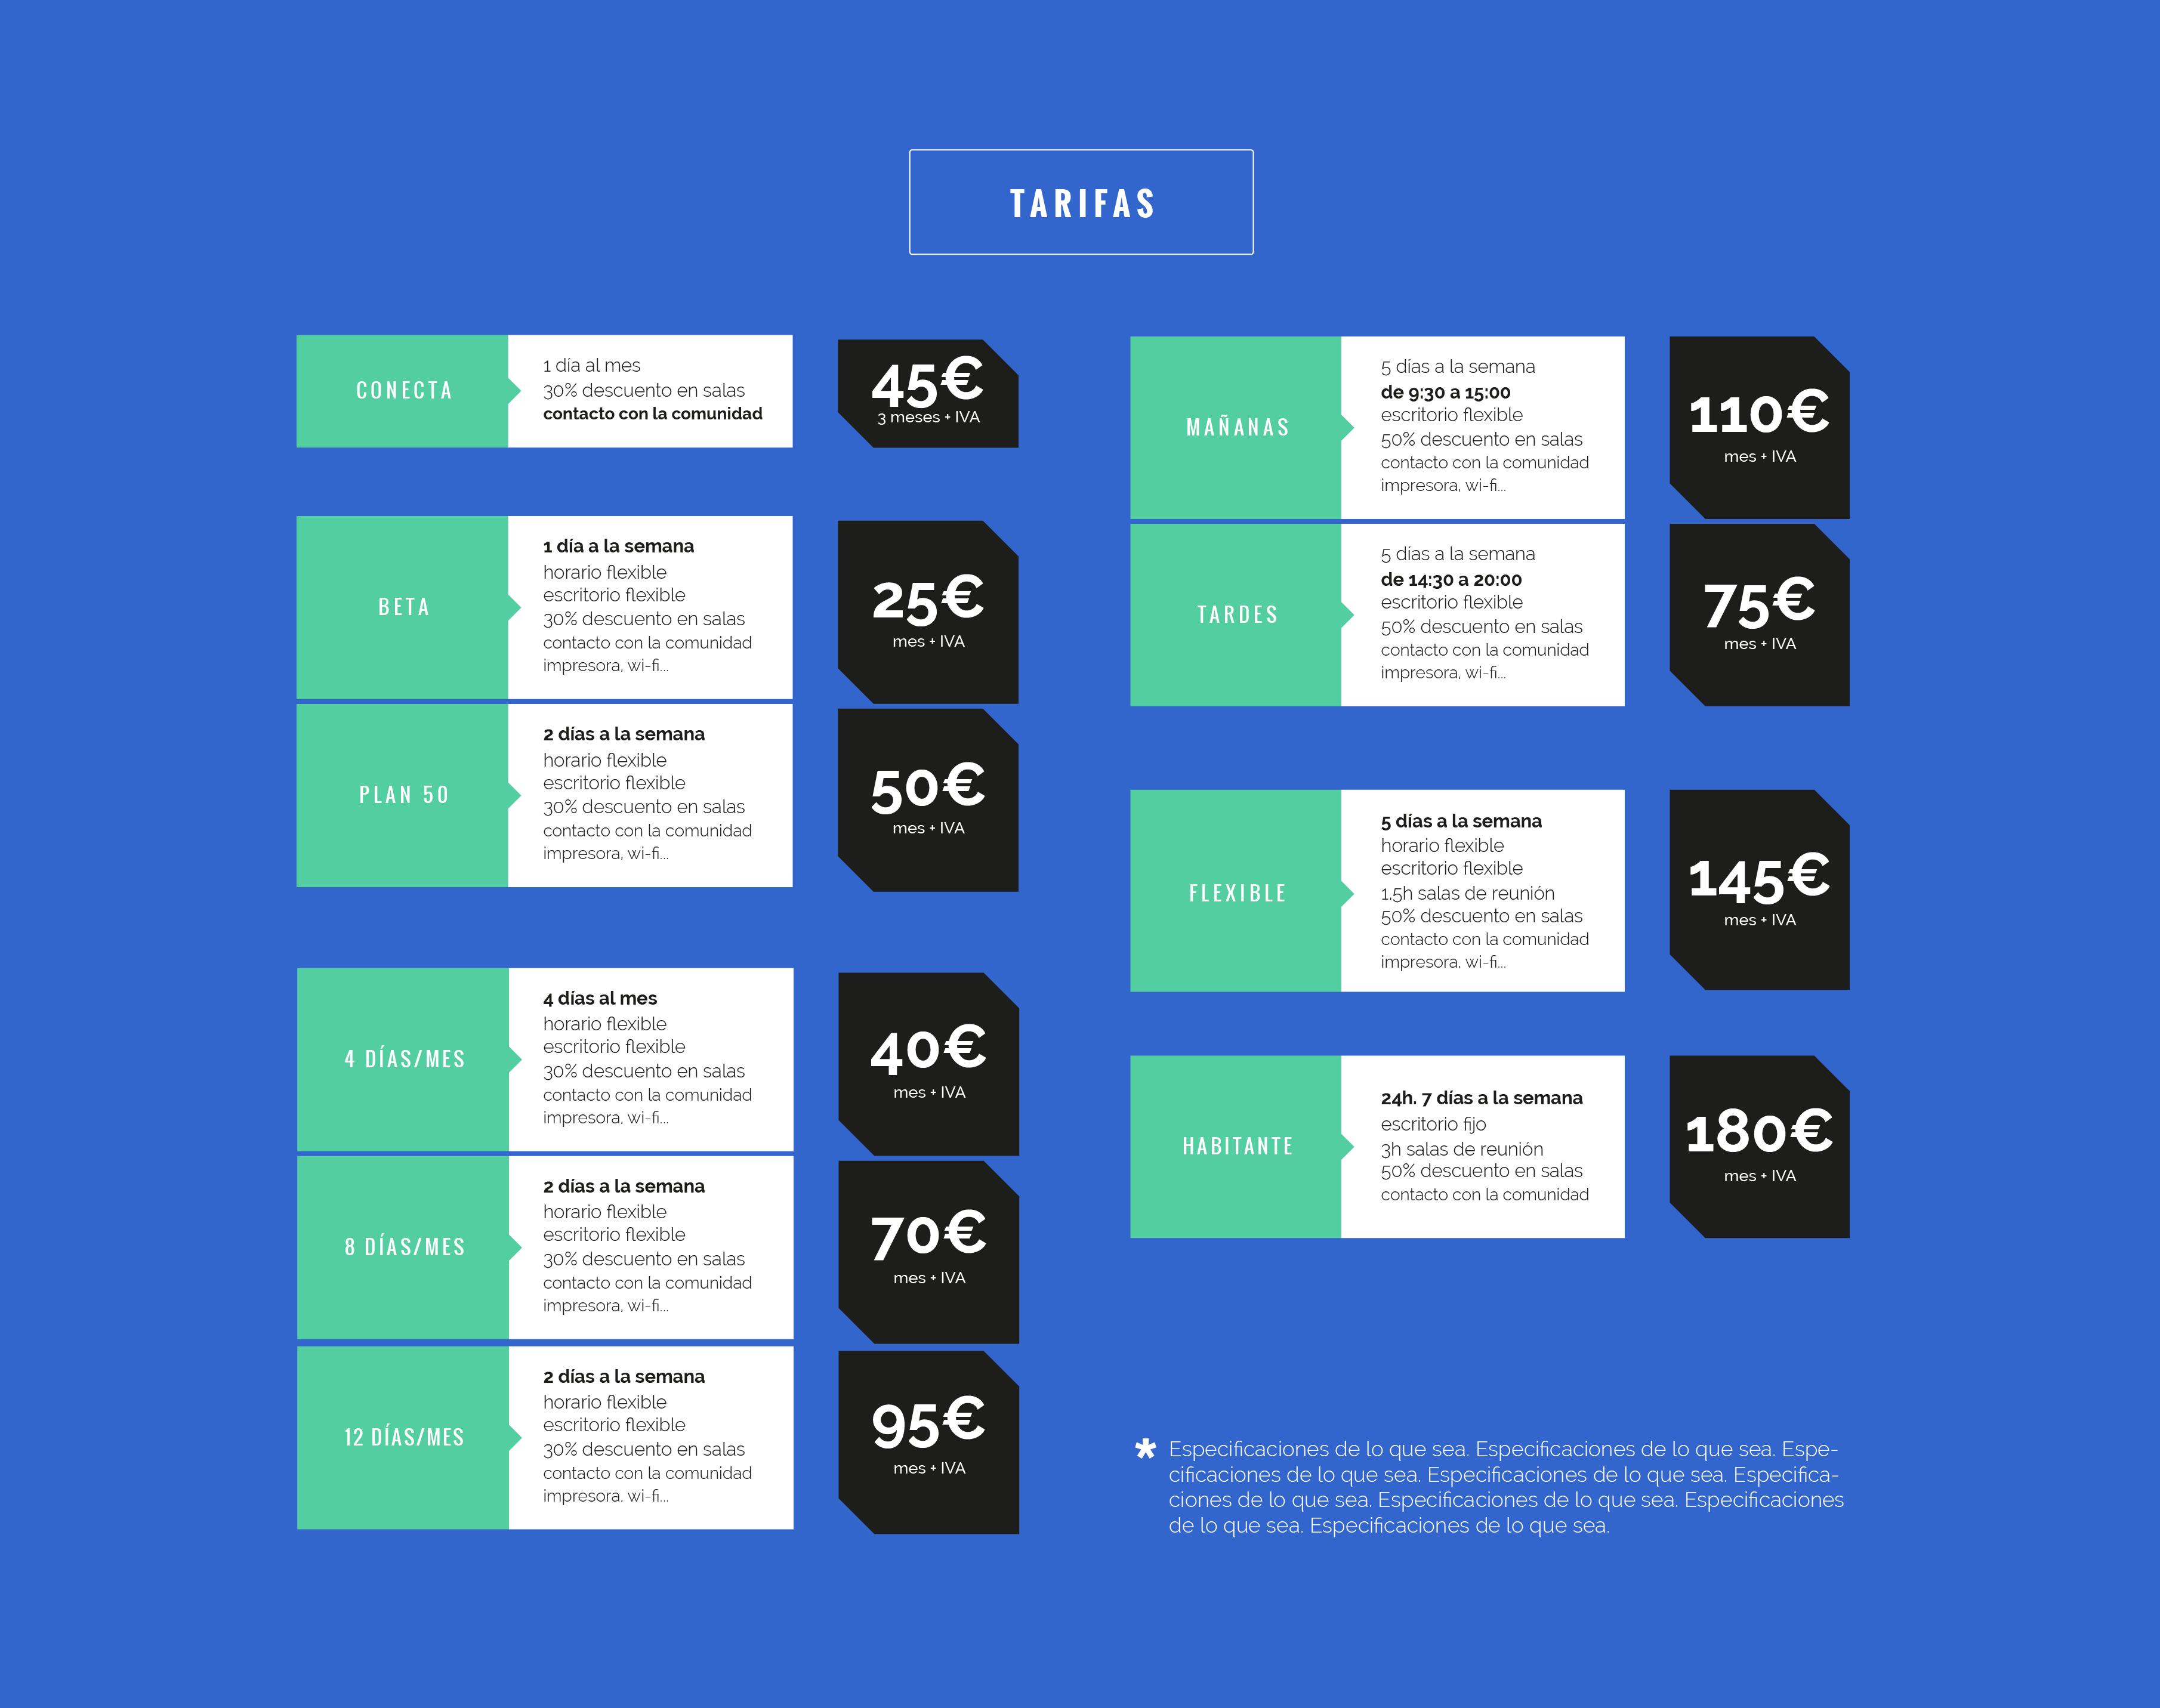 TARIFAS
CONECTA
1 día al mes
30% descuento en salas
contacto con la comunidad
45€
3 meses + IVA
BETA
1 día a la semana
horario flexible
escritorio flexible
30% descuento en salas
contacto con la comunidad
impresora, wi-fi...
25€
mes + IVA
PLAN 50
2 días a la semana
horario flexible
escritorio flexible
30% descuento en salas
contacto con la comunidad
impresora, wi-fi...
50€
mes + IVA
4 DÍAS/MES
4 días al mes
horario flexible
escritorio flexible
30% descuento en salas
contacto con la comunidad
impresora, wi-fi...
40€
mes + IVA
8 DÍAS/MES
2 días a la semana
horario flexible
escritorio flexible
30% descuento en salas
contacto con la comunidad
impresora, wi-fi...
70€
mes + IVA
12 DÍAS/MES
2 días a la semana
horario flexible
escritorio flexible
30% descuento en salas
contacto con la comunidad
impresora, wi-fi...
95€
mes + IVA
MAÑANAS
5 días a la semana
de 9:30 a 15:00
escritorio flexible
50% descuento en salas
contacto con la comunidad
impresora, wi-fi...
110€
mes + IVA
TARDES
5 días a la semana
de 14:30 a 20:00
escritorio flexible
50% descuento en salas
contacto con la comunidad
impresora, wi-fi...
75€
mes + IVA
FLEXIBLE
5 días a la semana
horario flexible
escritorio flexible
1,5h salas de reunión
50% descuento en salas
contacto con la comunidad
impresora, wi-fi...
145€
mes + IVA
HABITANTE
24h. 7 días a la semana
escritorio fijo
3h salas de reunión
50% descuento en salas
contacto con la comunidad
180€
mes + IVA
* Especificaciones de lo que sea. Especificaciones de lo que sea. Espe-
cificaciones de lo que sea. Especificaciones de lo que sea. Especifica-
ciones de lo que sea. Especificaciones de lo que sea. Especificaciones
de lo que sea. Especificaciones de lo que sea.